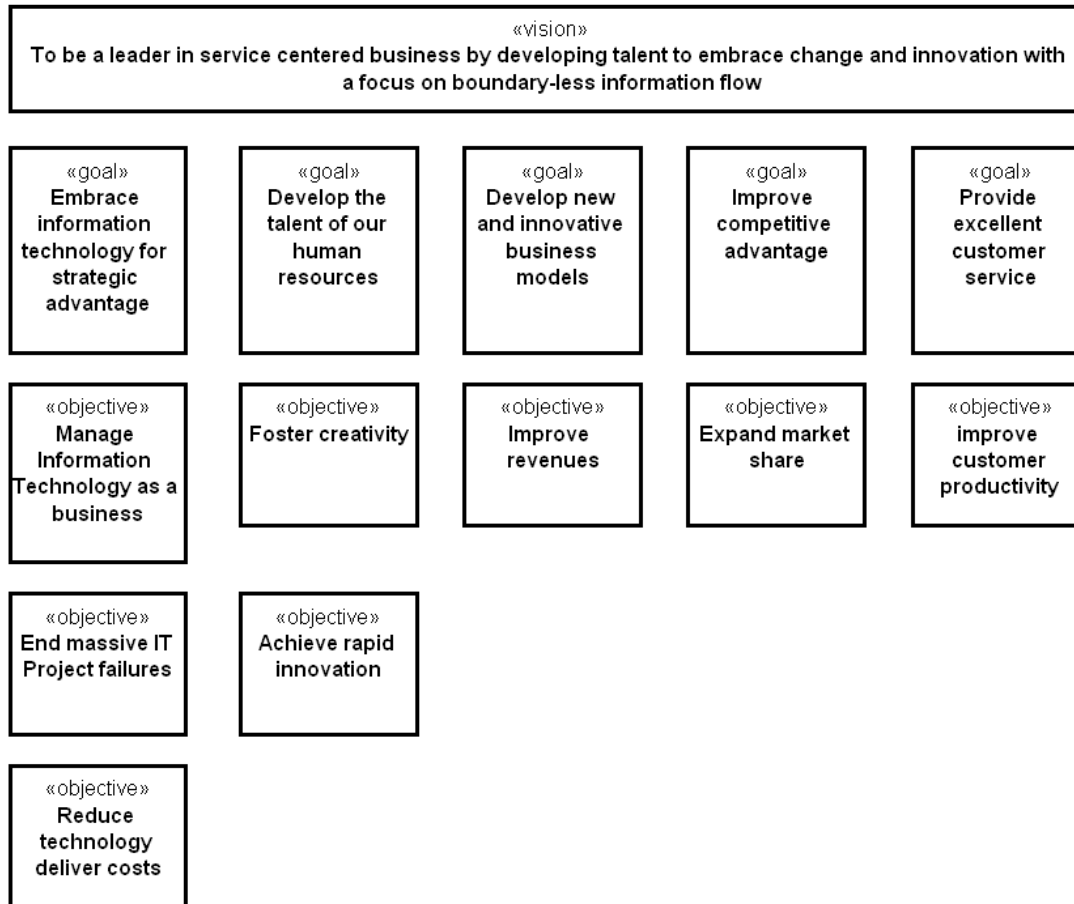 «vision»
To be a leader in service centered business by developing talent to embrace change and innovation with
a focus on boundary-less information flow
«goal»
Embrace
information
technology for
strategic
advantage
«goal»
Develop the
talent of our
human
resources
«goal»
Develop new
and innovative
business
models
«goal»
Improve
competitive
advantage
«goal»
Provide
excellent
customer
service
«objective»
Manage
Information
Technology as a
business
«objective»
Foster creativity
«objective»
Improve
revenues
«objective»
Expand market
share
«objective»
improve
customer
productivity
«objective»
End massive IT
Project failures
«objective»
Achieve rapid
innovation
«objective»
Reduce
technology
deliver costs